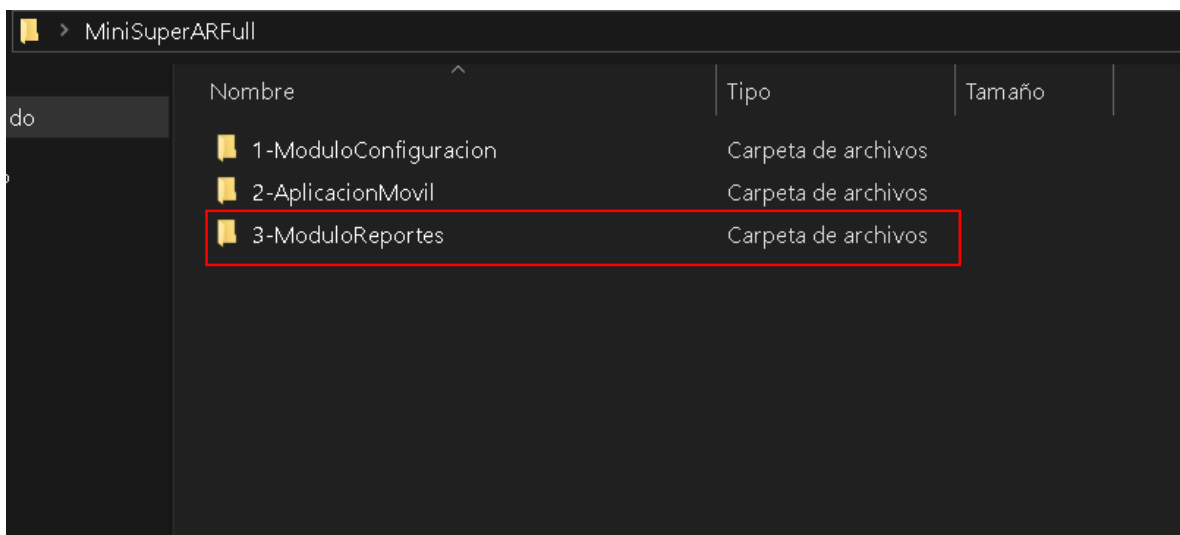 > MiniSuperARFull
Nombre Tipo Tamaño
do
1-ModuloConfiguracion Carpeta de archivos
2-AplicacionMovil Carpeta de archivos
3-ModuloReportes Carpeta de archivos